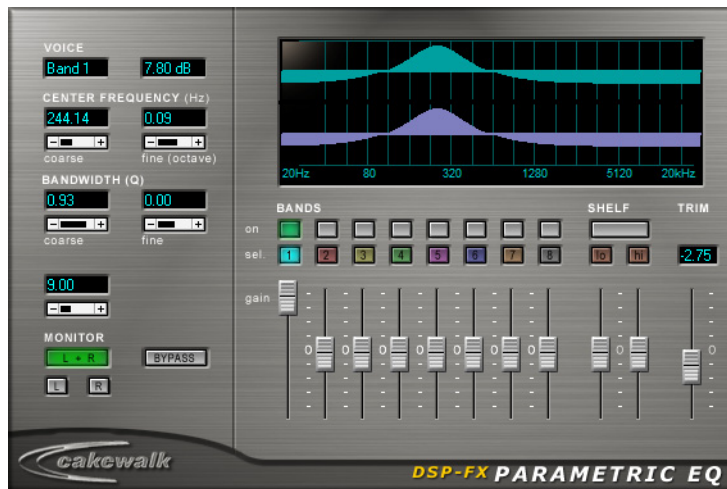 VOICE
Band 1 7.80 dB
CENTER FREQUENCY (Hz)
244.14 0.09
- + - +
coarse fine (octave)
BANDWIDTH (Q)
0.93 0.00
- + - +
coarse fine
9.00
- +
MONITOR
L + R BYPASS
L R
20Hz 80 320 1280 5120 20kHz
BANDS SHELF TRIM
on
sel. 1 2 3 4 5 6 7 8 lo hi -2.75
gain
0 0 0 0 0 0 0 0 0
cakewalk
DSP-FX PARAMETRIC EQ